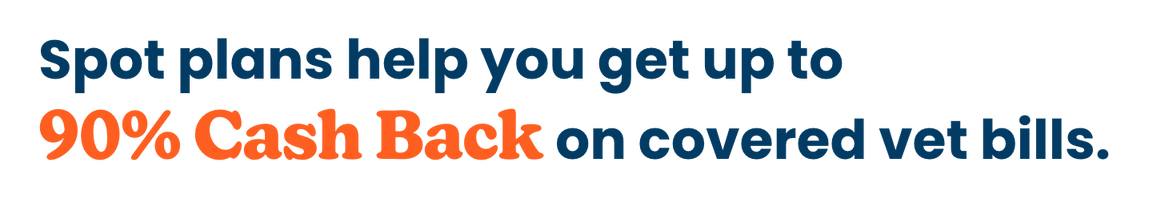 Spot plans help you get up to
90% Cash Back on covered vet bills.